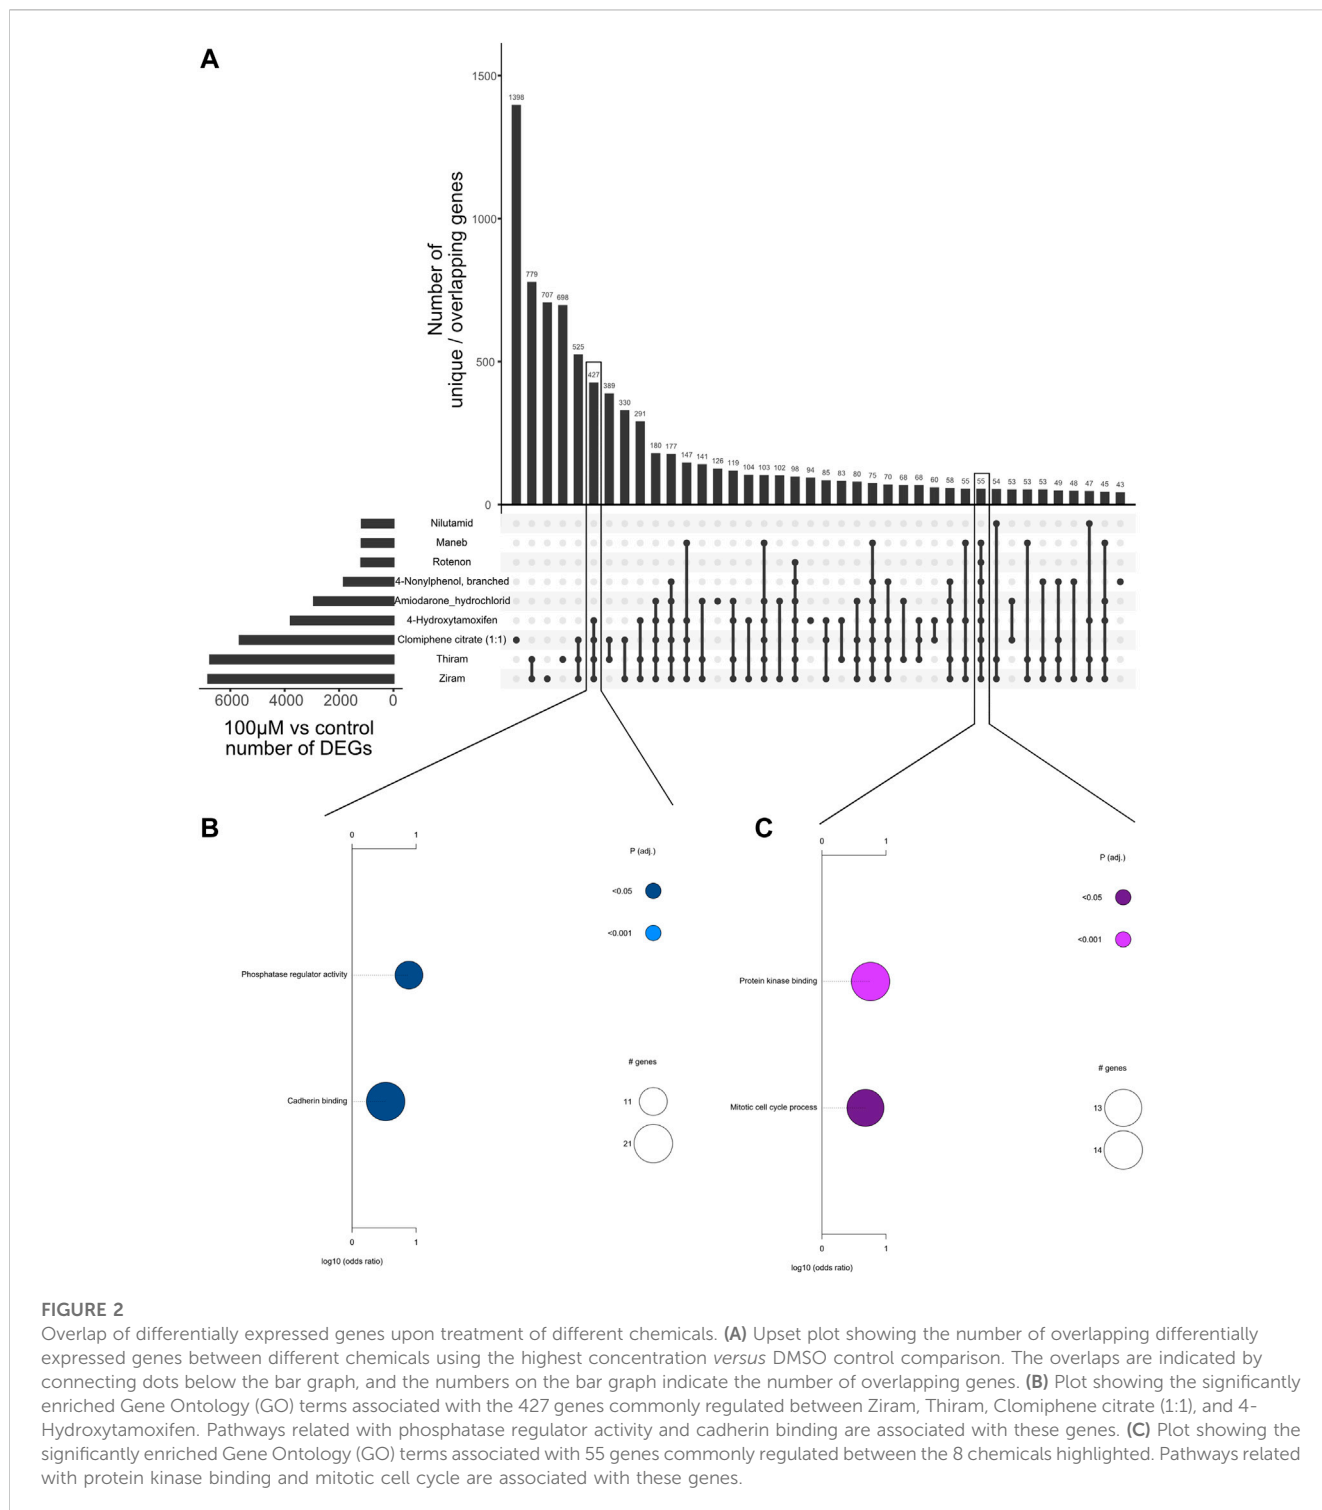 A
1500
1000
500
0
Number of
unique / overlapping genes
1398
779
707
698
525
427
389
330
291
180
177
147
141
126
119
104
103
102
98
94
85
83
80
75
70
68
68
60
58
55
55
54
53
53
53
49
48
47
45
43
Nilutamid
Maneb
Rotenon
4-Nonylphenol, branched
Amiodarone_hydrochlorid
4-Hydroxytamoxifen
Clomiphene citrate (1:1)
Thiram
Ziram
6000 4000 2000 0
100µM vs control
number of DEGs
B
0 1
P (adj.)
<0.05
<0.001
Phosphatase regulator activity
Cadherin binding
# genes
11
21
0 1
log10 (odds ratio)
C
0 1
P (adj.)
<0.05
<0.001
Protein kinase binding
Mitotic cell cycle process
# genes
13
14
0 1
log10 (odds ratio)
FIGURE 2
Overlap of differentially expressed genes upon treatment of different chemicals. (A) Upset plot showing the number of overlapping differentially
expressed genes between different chemicals using the highest concentration versus DMSO control comparison. The overlaps are indicated by
connecting dots below the bar graph, and the numbers on the bar graph indicate the number of overlapping genes. (B) Plot showing the significantly
enriched Gene Ontology (GO) terms associated with the 427 genes commonly regulated between Ziram, Thiram, Clomiphene citrate (1:1), and 4-
Hydroxytamoxifen. Pathways related with phosphatase regulator activity and cadherin binding are associated with these genes. (C) Plot showing the
significantly enriched Gene Ontology (GO) terms associated with 55 genes commonly regulated between the 8 chemicals highlighted. Pathways related
with protein kinase binding and mitotic cell cycle are associated with these genes.